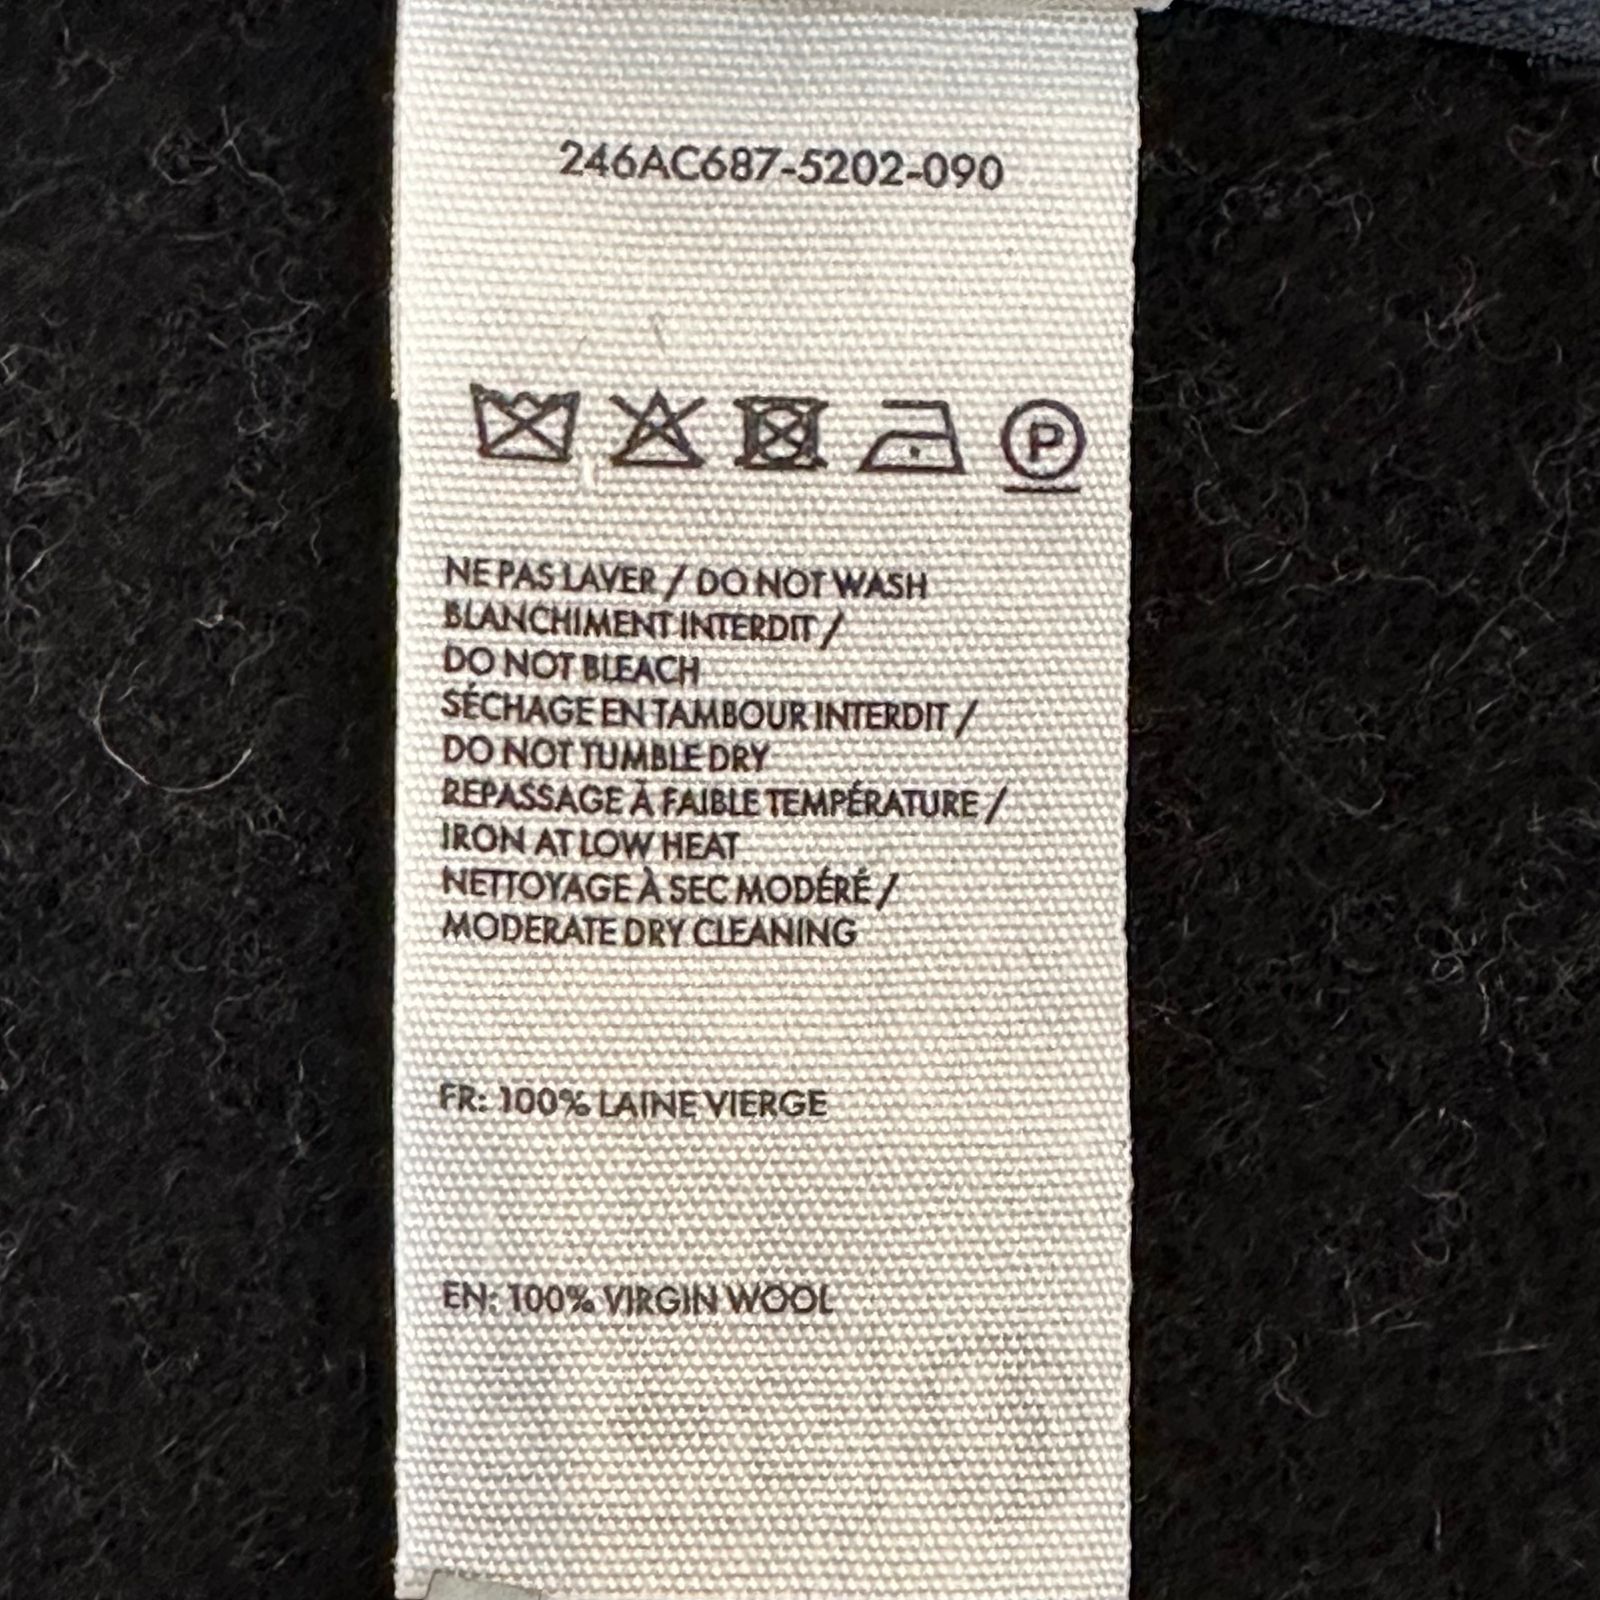 246AC687-5202-090
P
NE PAS LAVER / DO NOT WASH
BLANCHIMENT INTERDIT /
DO NOT BLEACH
SÉCHAGE EN TAMBOUR INTERDIT /
DO NOT TUMBLE DRY
REPASSAGE À FAIBLE TEMPÉRATURE /
IRON AT LOW HEAT
NETTOYAGE À SEC MODÉRÉ /
MODERATE DRY CLEANING
FR: 100% LAINE VIERGE
EN: 100% VIRGIN WOOL